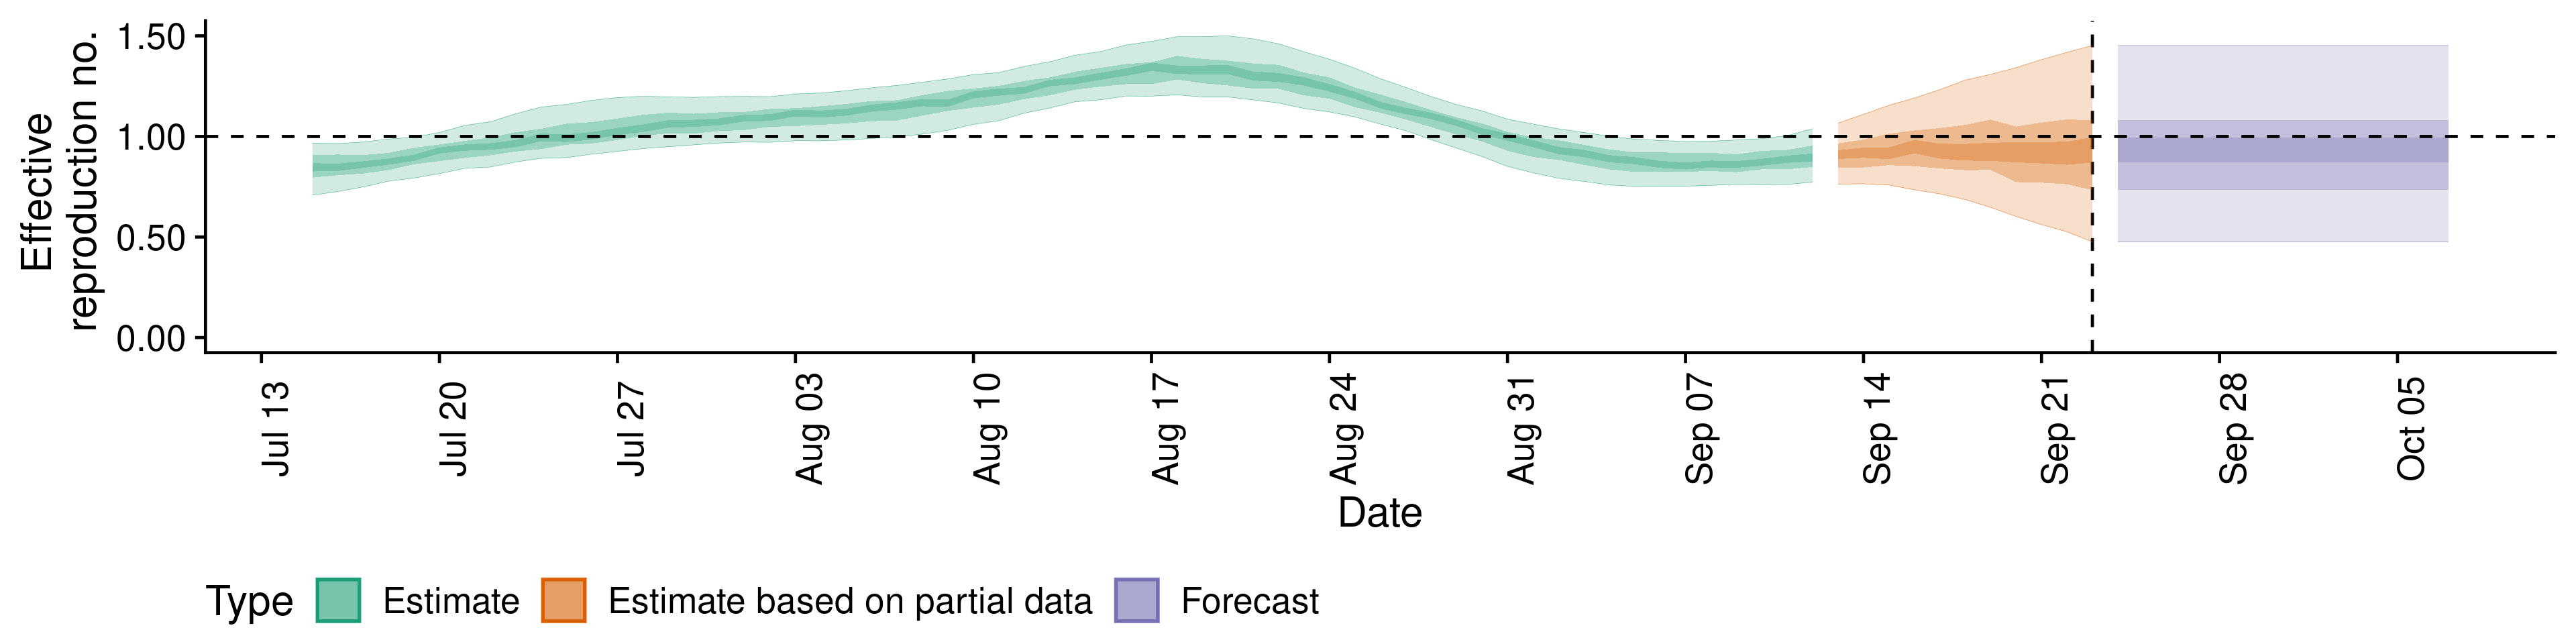 Effective
reproduction no.
1.50
1.00
0.50
0.00
Jul 13
Jul 20
Jul 27
Aug 03
Aug 10
Aug 17
Aug 24
Aug 31
Sep 07
Sep 14
Sep 21
Sep 28
Oct 05
Date
Type Estimate Estimate based on partial data Forecast